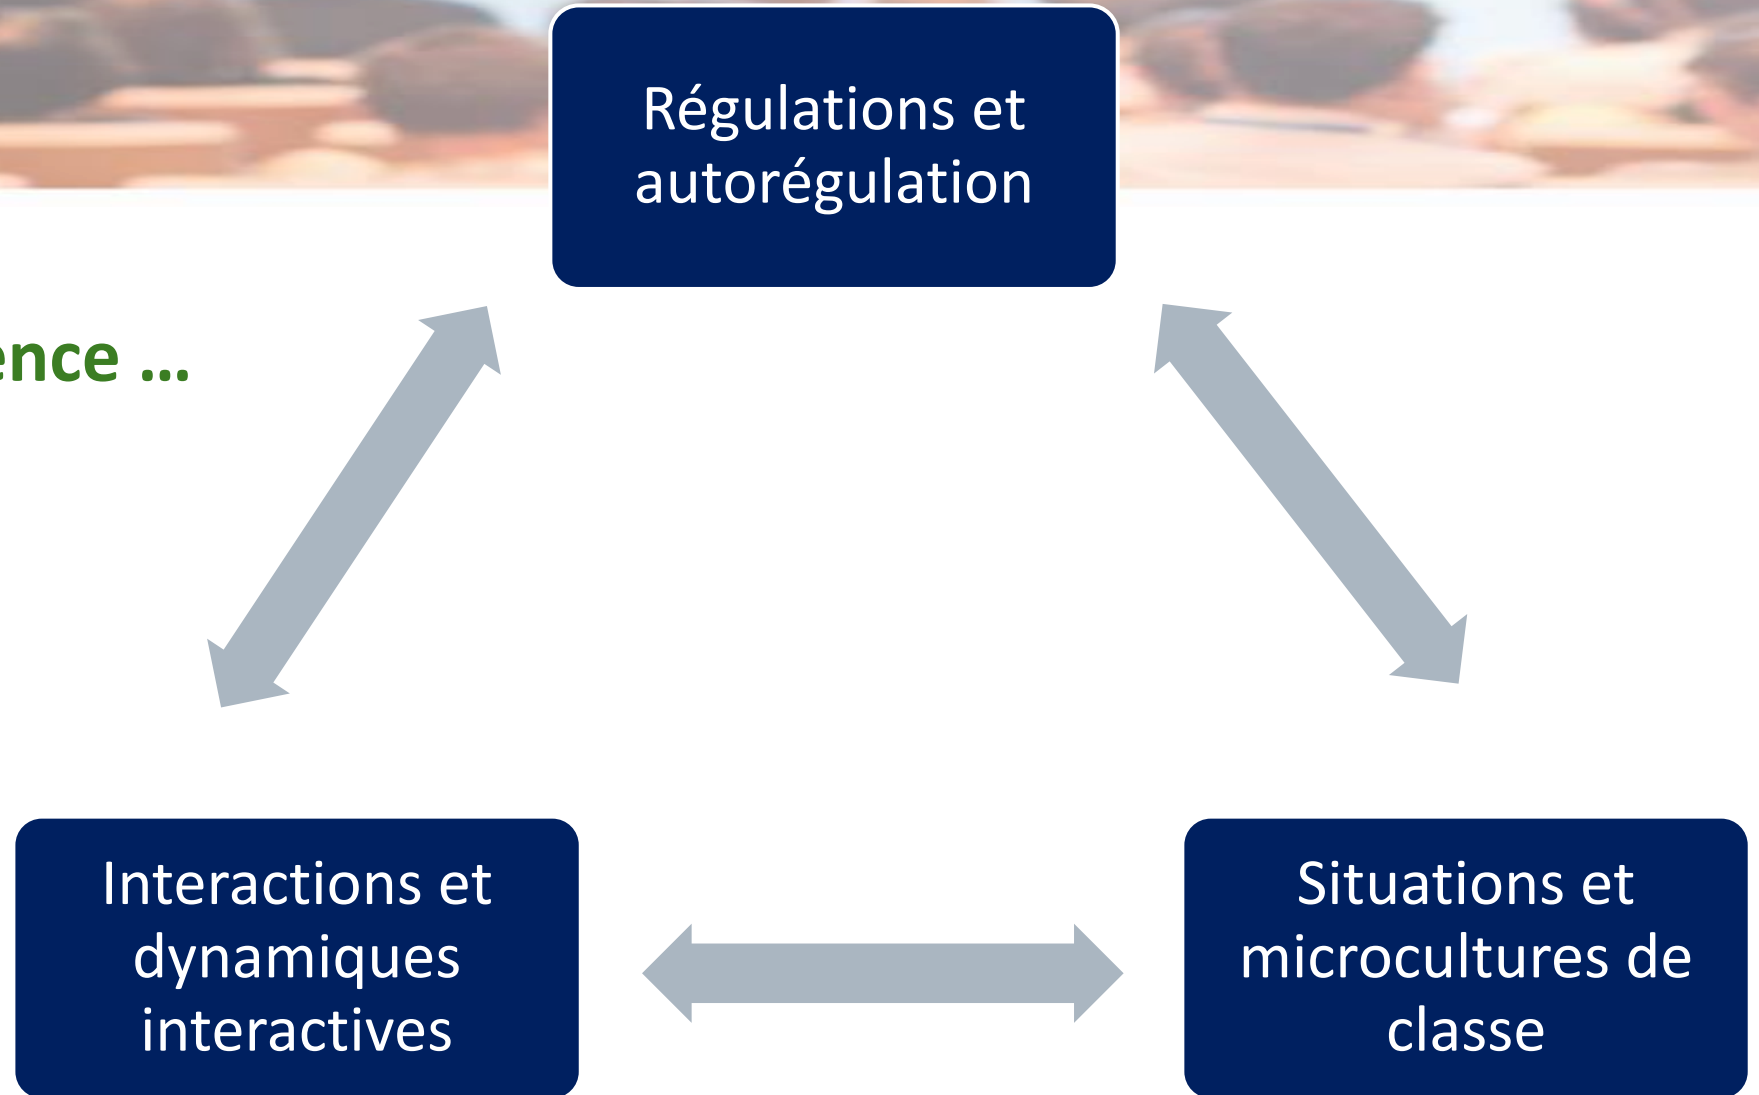 Régulations et
autorégulation
ence ...
Interactions et
dynamiques
interactives
Situations et
microcultures de
classe